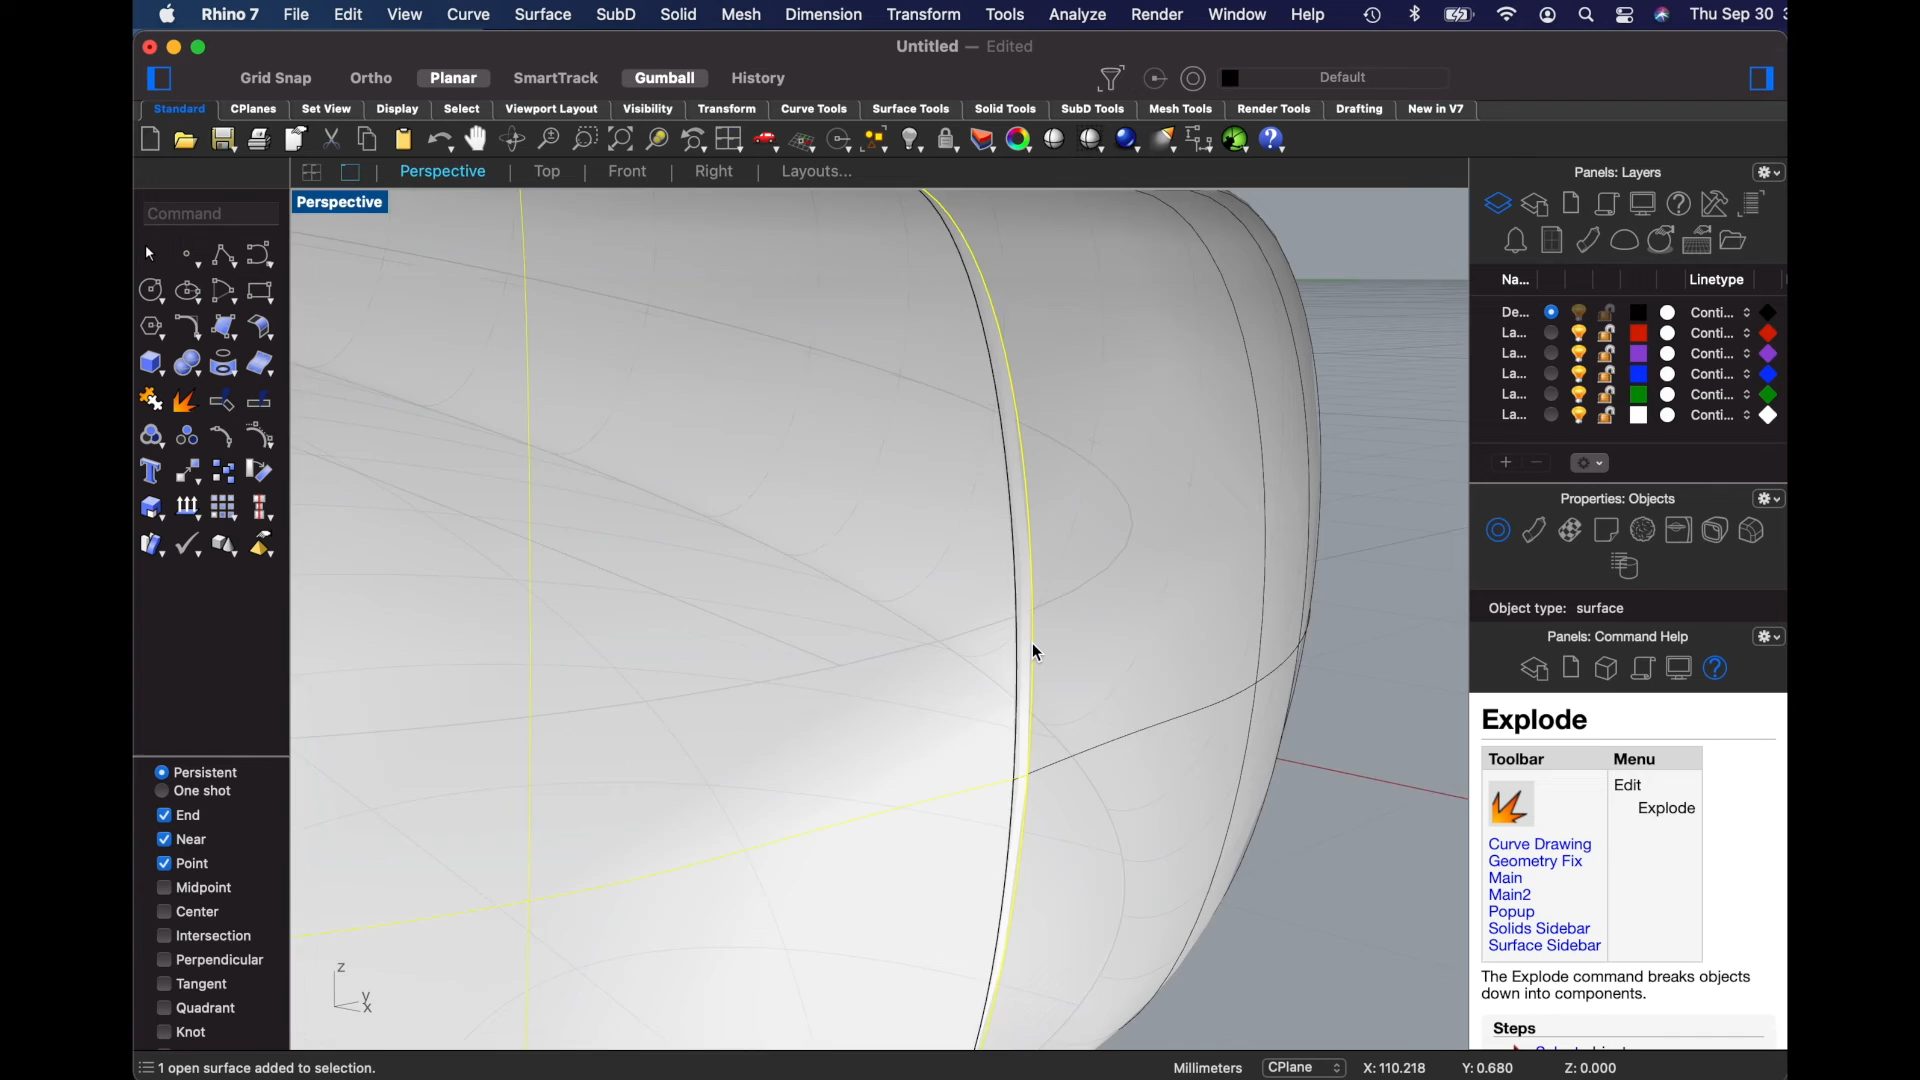 Rhino 7 File Edit View Curve Surface SubD Solid Mesh Dimension Transform Tools Analyze Render Window Help Thu Sep 30
Untitled — Edited
Grid Snap Ortho Planar SmartTrack Gumball History Default
Standard CPlanes Set View Display Select Viewport Layout Visibility Transform Curve Tools Surface Tools Solid Tools SubD Tools Mesh Tools Render Tools Drafting New in V7
Perspective Top Front Right Layouts...
Perspective
Command
Persistent
One shot
End
Near
Point
Midpoint
Center
Intersection
Perpendicular
Tangent
Quadrant
Knot
z
y
x
Panels: Layers
Na... Linetype
De... Conti...
La... Conti...
La... Conti...
La... Conti...
La... Conti...
La... Conti...
Properties: Objects
Object type: surface
Panels: Command Help
Explode
Toolbar Menu
Edit
Explode
Curve Drawing
Geometry Fix
Main
Main2
Popup
Solids Sidebar
Surface Sidebar
The Explode command breaks objects
down into components.
Steps
1 open surface added to selection. Millimeters CPlane X: 110.218 Y: 0.680 Z: 0.000